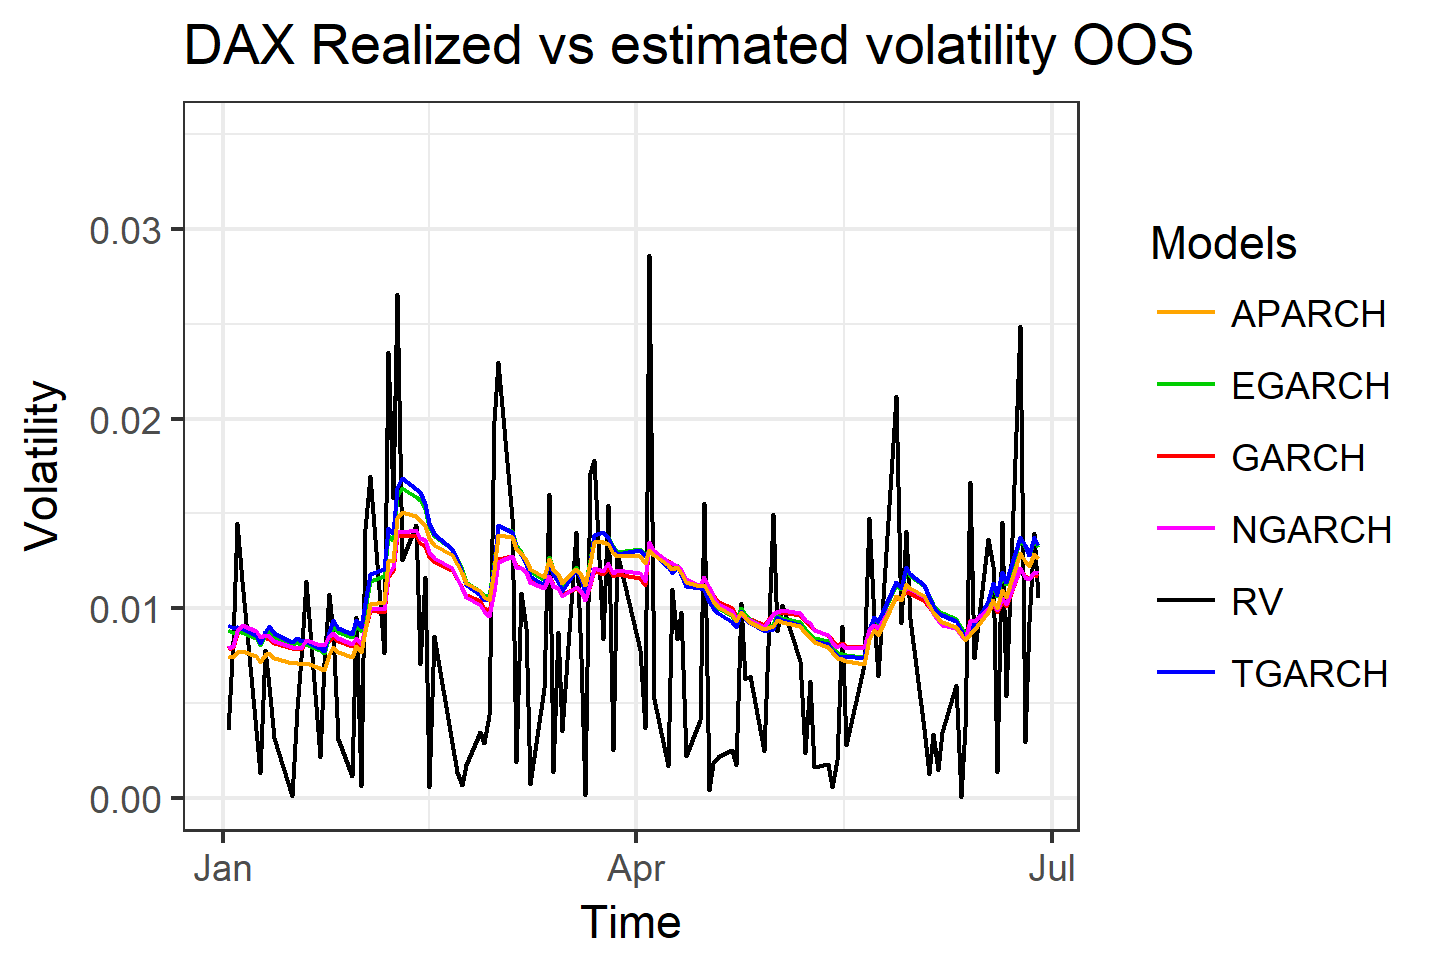 DAX Realized vs estimated volatility OOS
Volatility
0.03
0.02
0.01
0.00
Jan
Apr
Jul
Time
Models
APARCH
EGARCH
GARCH
NGARCH
RV
TGARCH